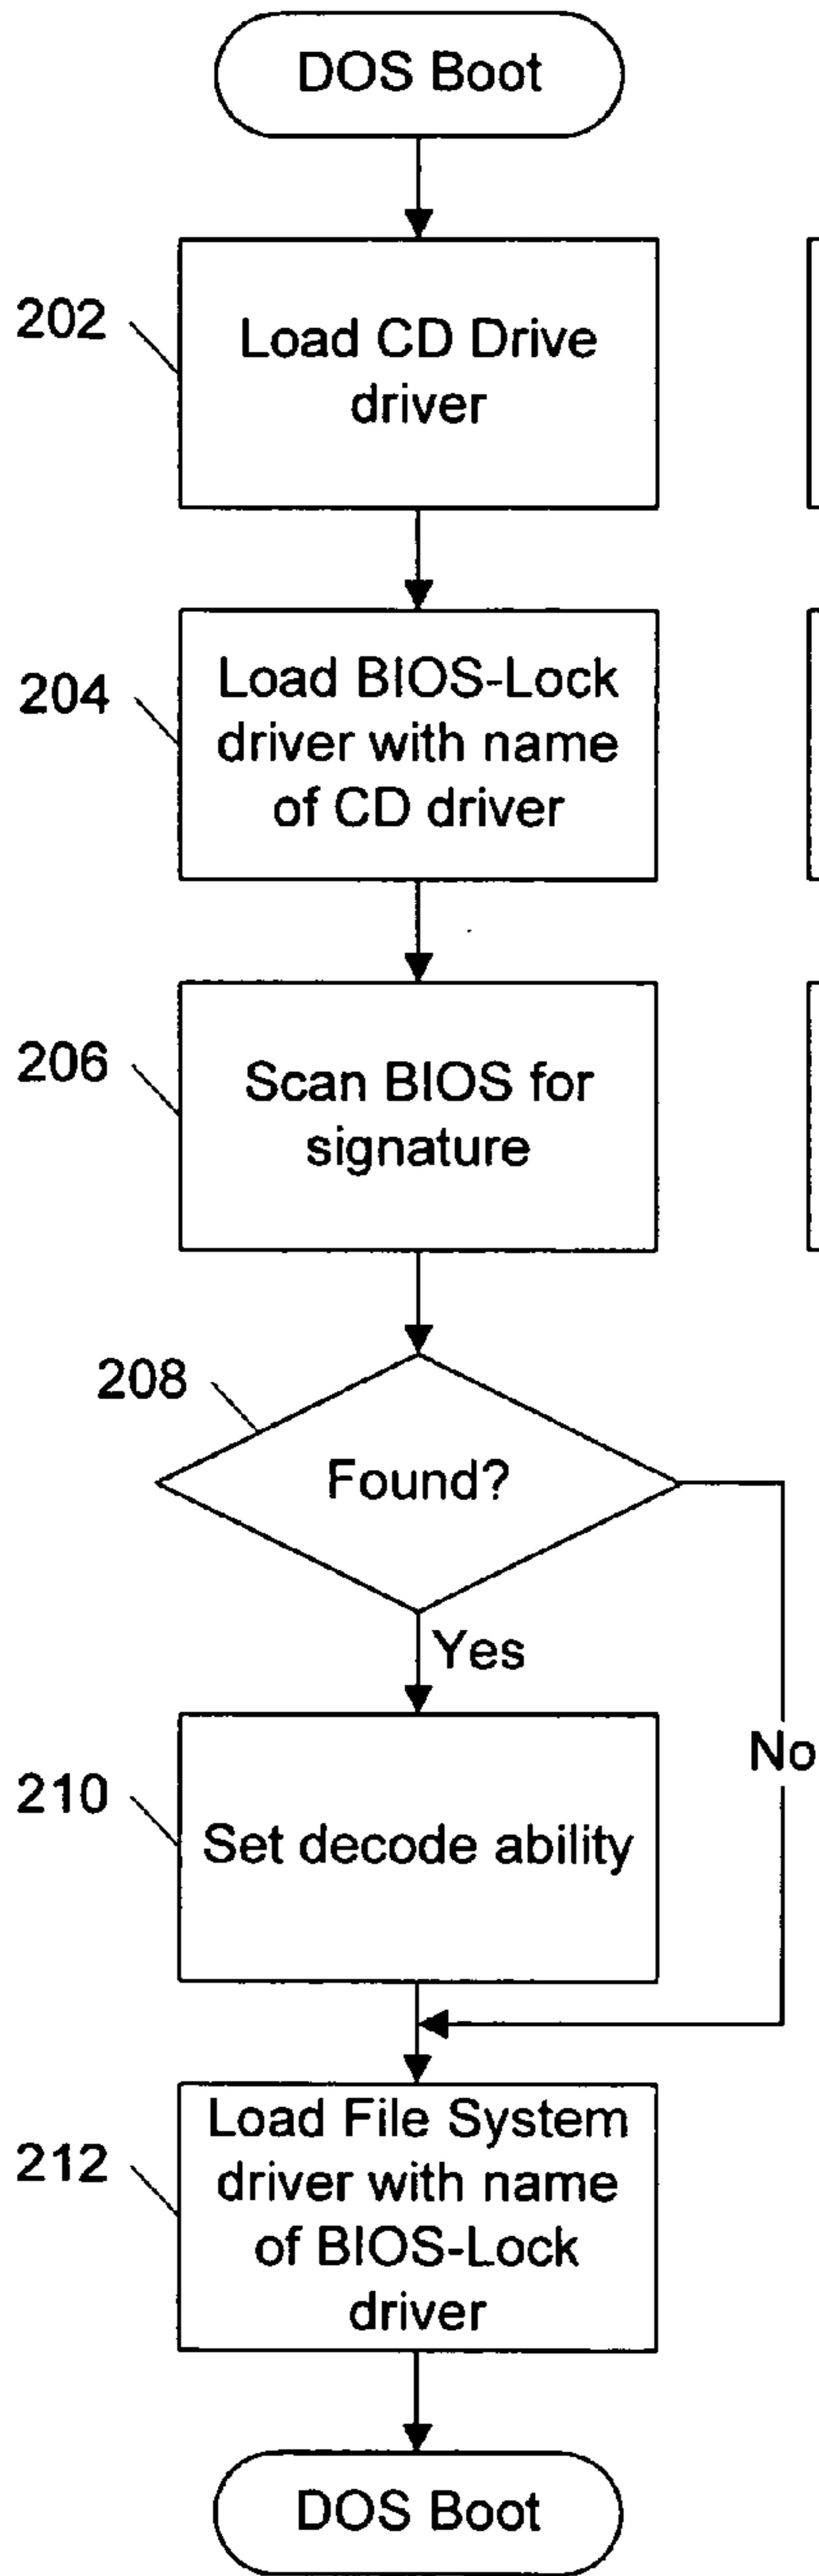 DOS Boot
202
Load CD Drive
driver
204
Load BIOS-Lock
driver with name
of CD driver
206
Scan BIOS for
signature
208
Found?
Yes
No
210
Set decode ability
212
Load File System
driver with name
of BIOS-Lock
driver
DOS Boot